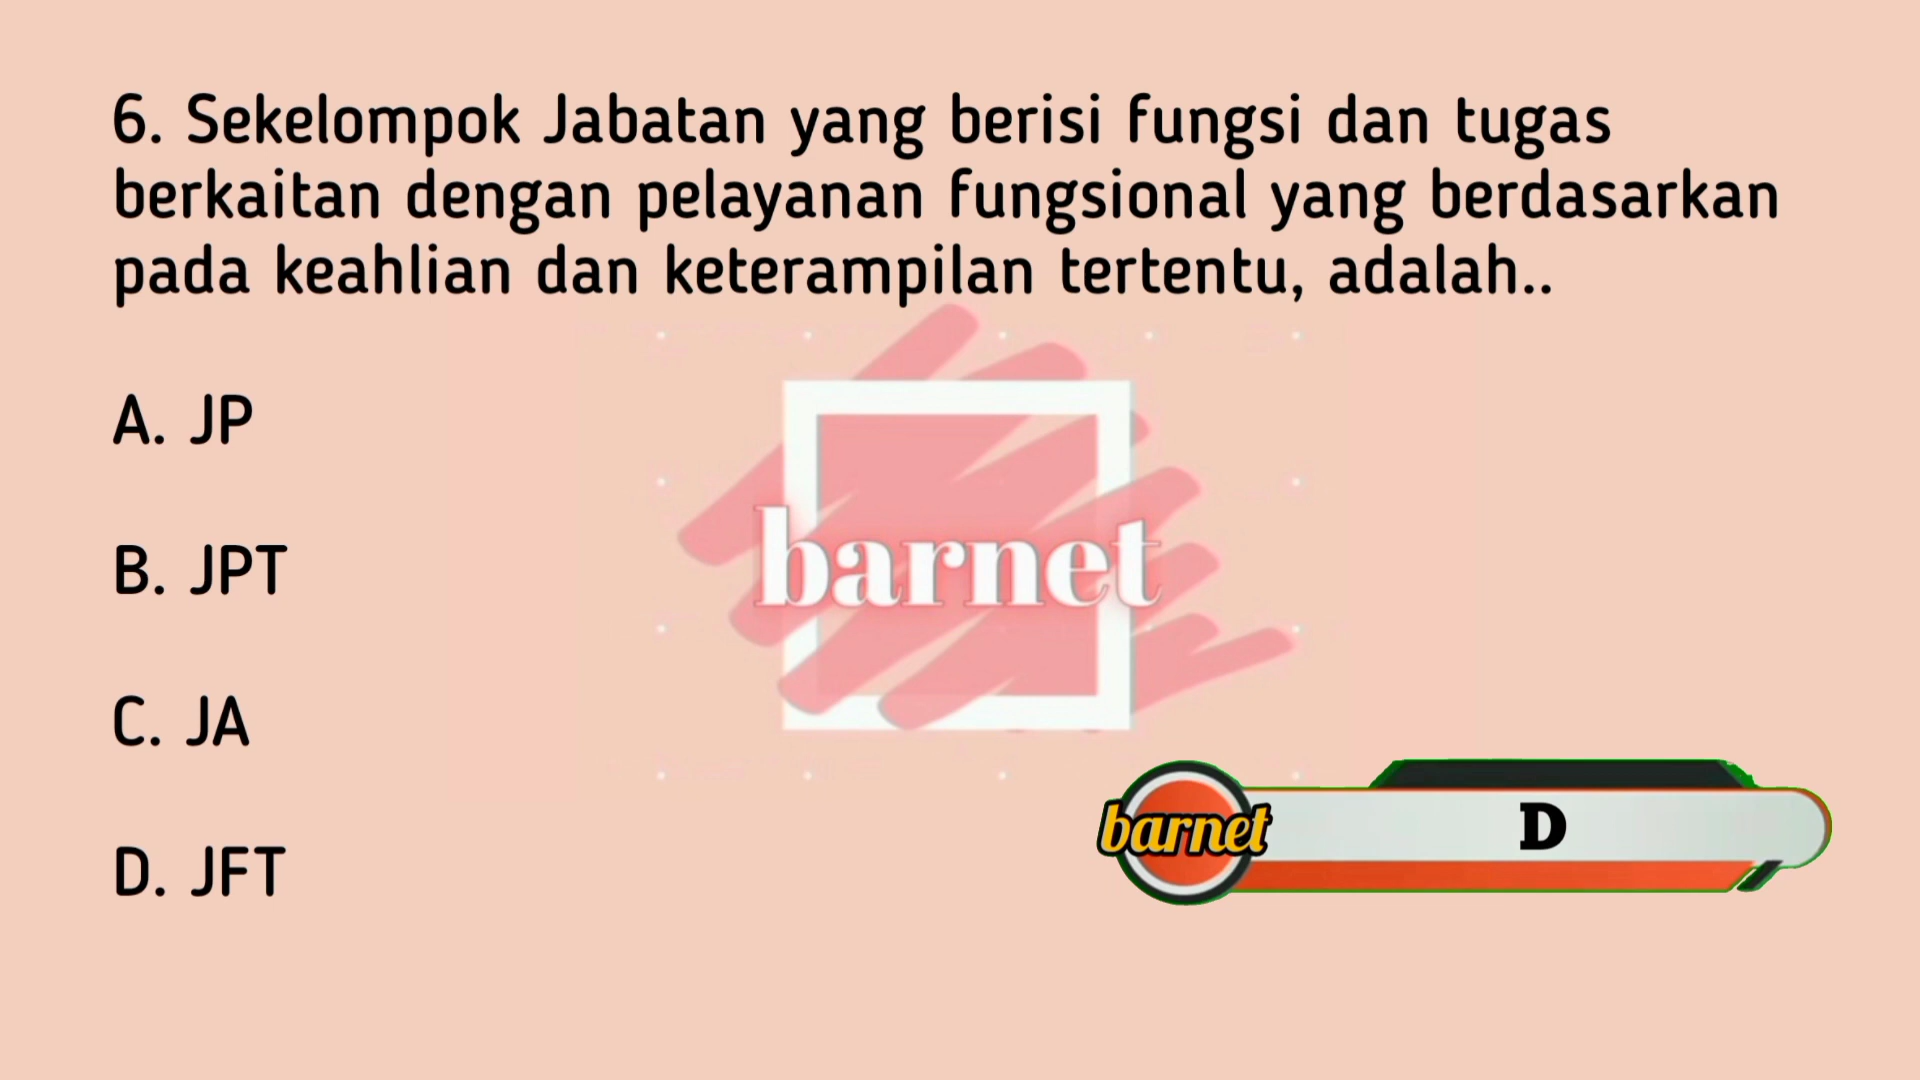 6. Sekelompok Jabatan yang berisi fungsi dan tugas
berkaitan dengan pelayanan fungsional yang berdasarkan
pada keahlian dan keterampilan tertentu, adalah..
A. JP
B. JPT
C. JA
D. JFT
barnet
barnet
D